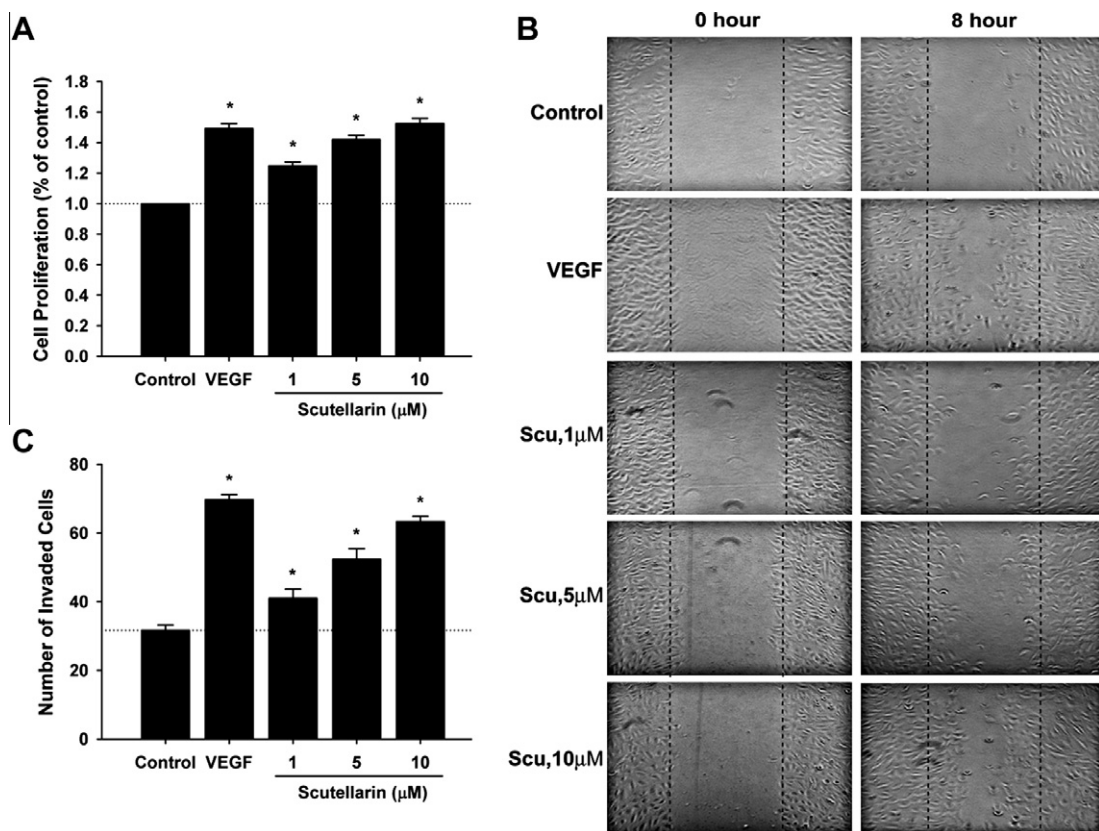 A
Cell Proliferation (% of control)
1.8
1.6
1.4
1.2
1.0
0.8
0.6
0.4
0.2
0.0
* * * *
Control VEGF 1 5 10
Scutellarin (μM)
B
0 hour 8 hour
Control
VEGF
Scu,1μM
Scu,5μM
Scu,10μM
C
Number of Invaded Cells
80
60
40
20
0
* * * *
Control VEGF 1 5 10
Scutellarin (μM)